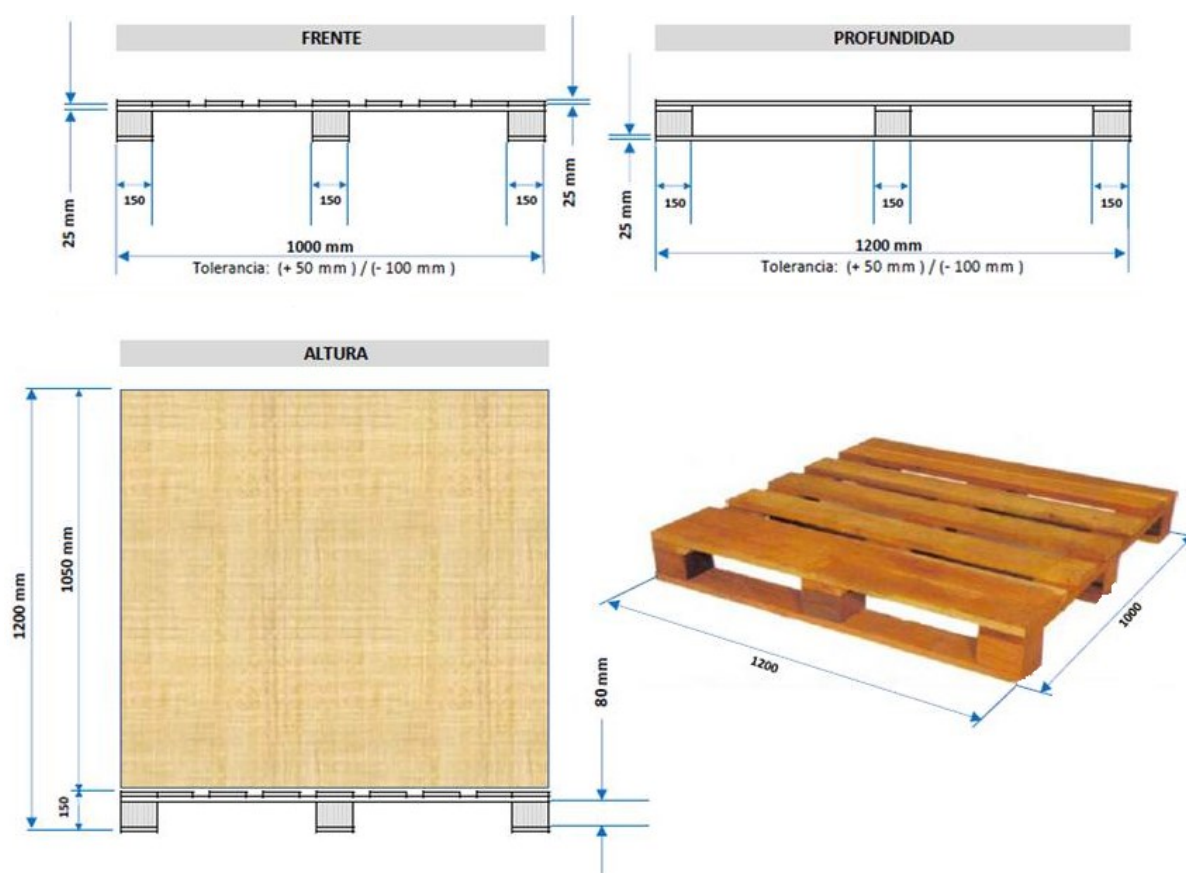 FRENTE
25 mm
150
150
150
25 mm
1000 mm
Tolerancia: (+ 50 mm ) / (- 100 mm )
PROFUNDIDAD
25 mm
150
150
150
1200 mm
Tolerancia: (+ 50 mm ) / (- 100 mm )
ALTURA
1200 mm
1050 mm
150
80 mm
1200
1000